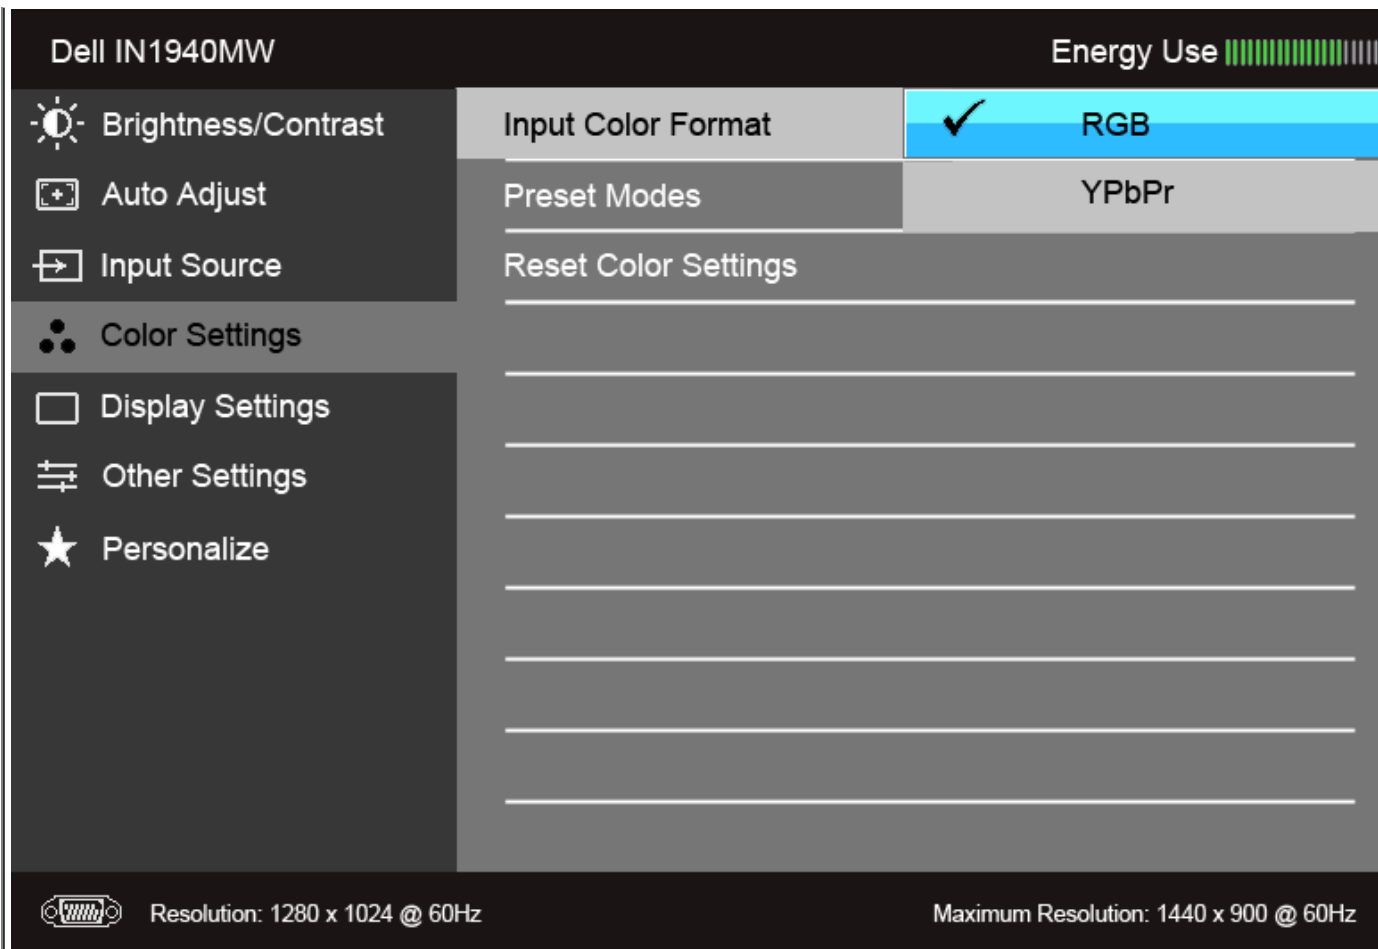 Dell IN1940MW Energy Use
Brightness/Contrast Input Color Format RGB
Auto Adjust Preset Modes YPbPr
Input Source Reset Color Settings
Color Settings
Display Settings
Other Settings
Personalize
Resolution: 1280 x 1024 @ 60Hz Maximum Resolution: 1440 x 900 @ 60Hz